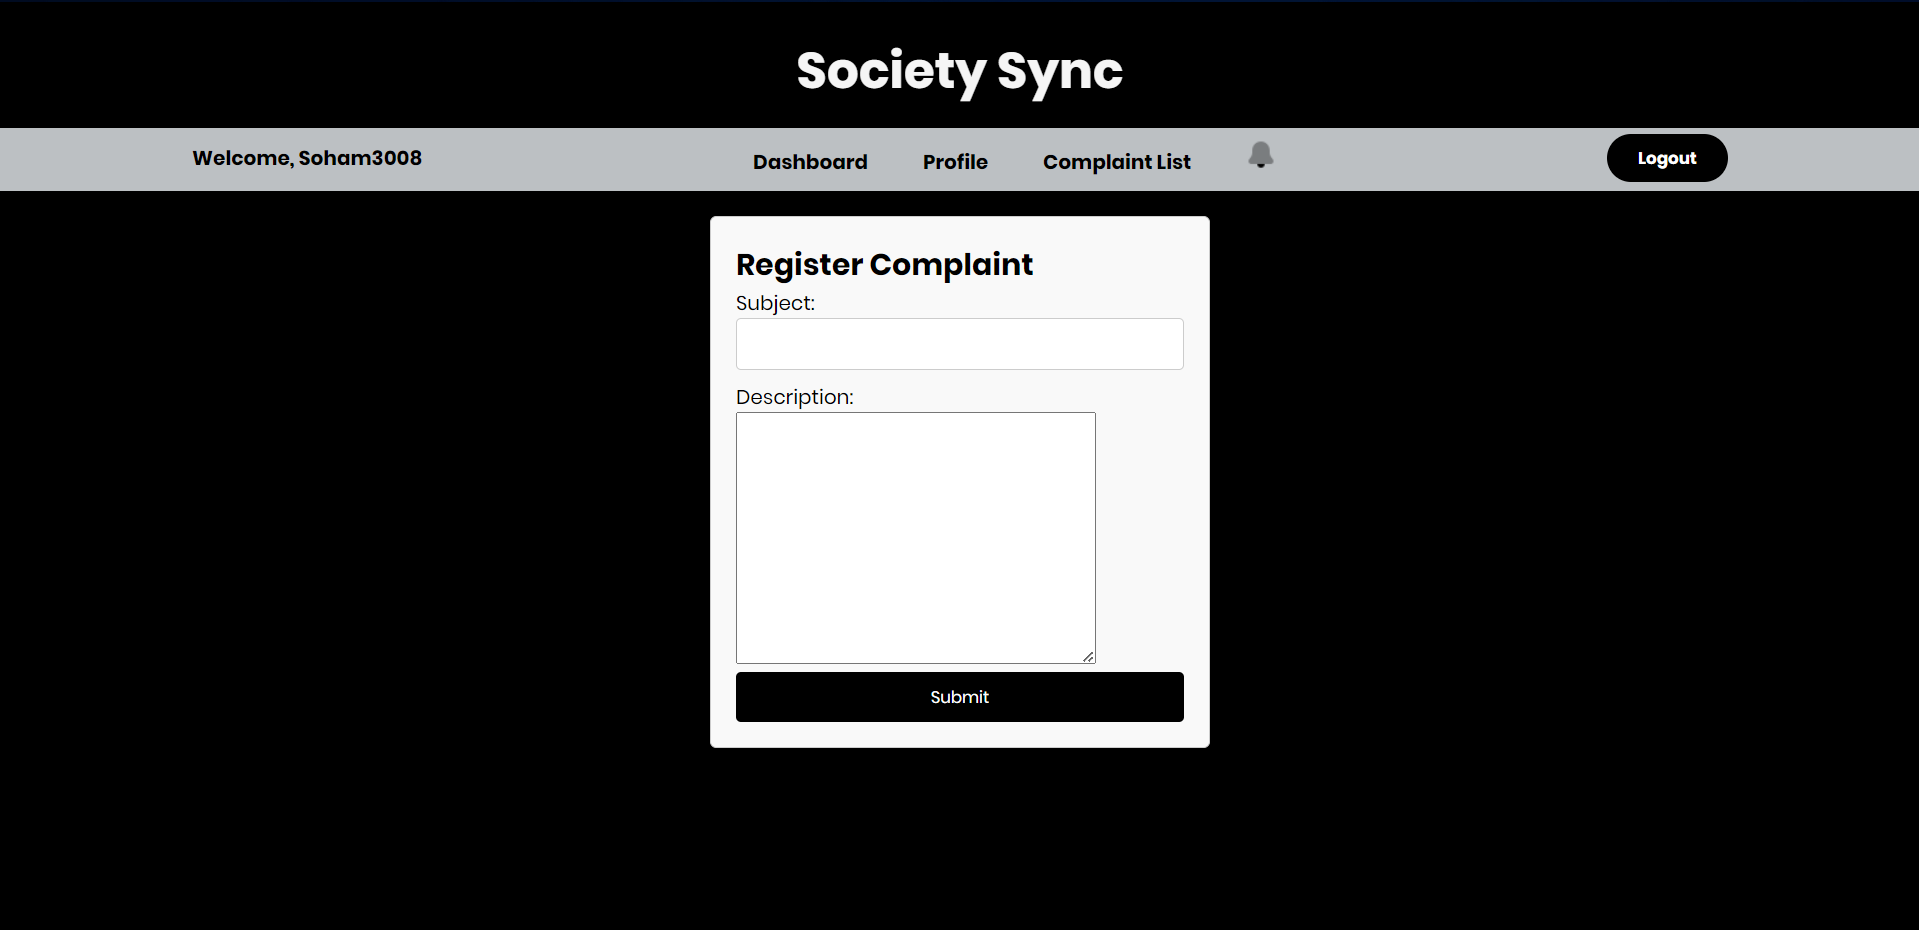 Society Sync
Welcome, Soham3008
Dashboard
Profile
Complaint List
Logout
Register Complaint
Subject:
Description:
Submit